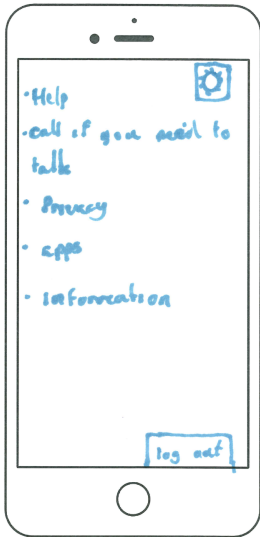 • Help
• call if you need to
talk
• Privacy
• apps
• information
log out